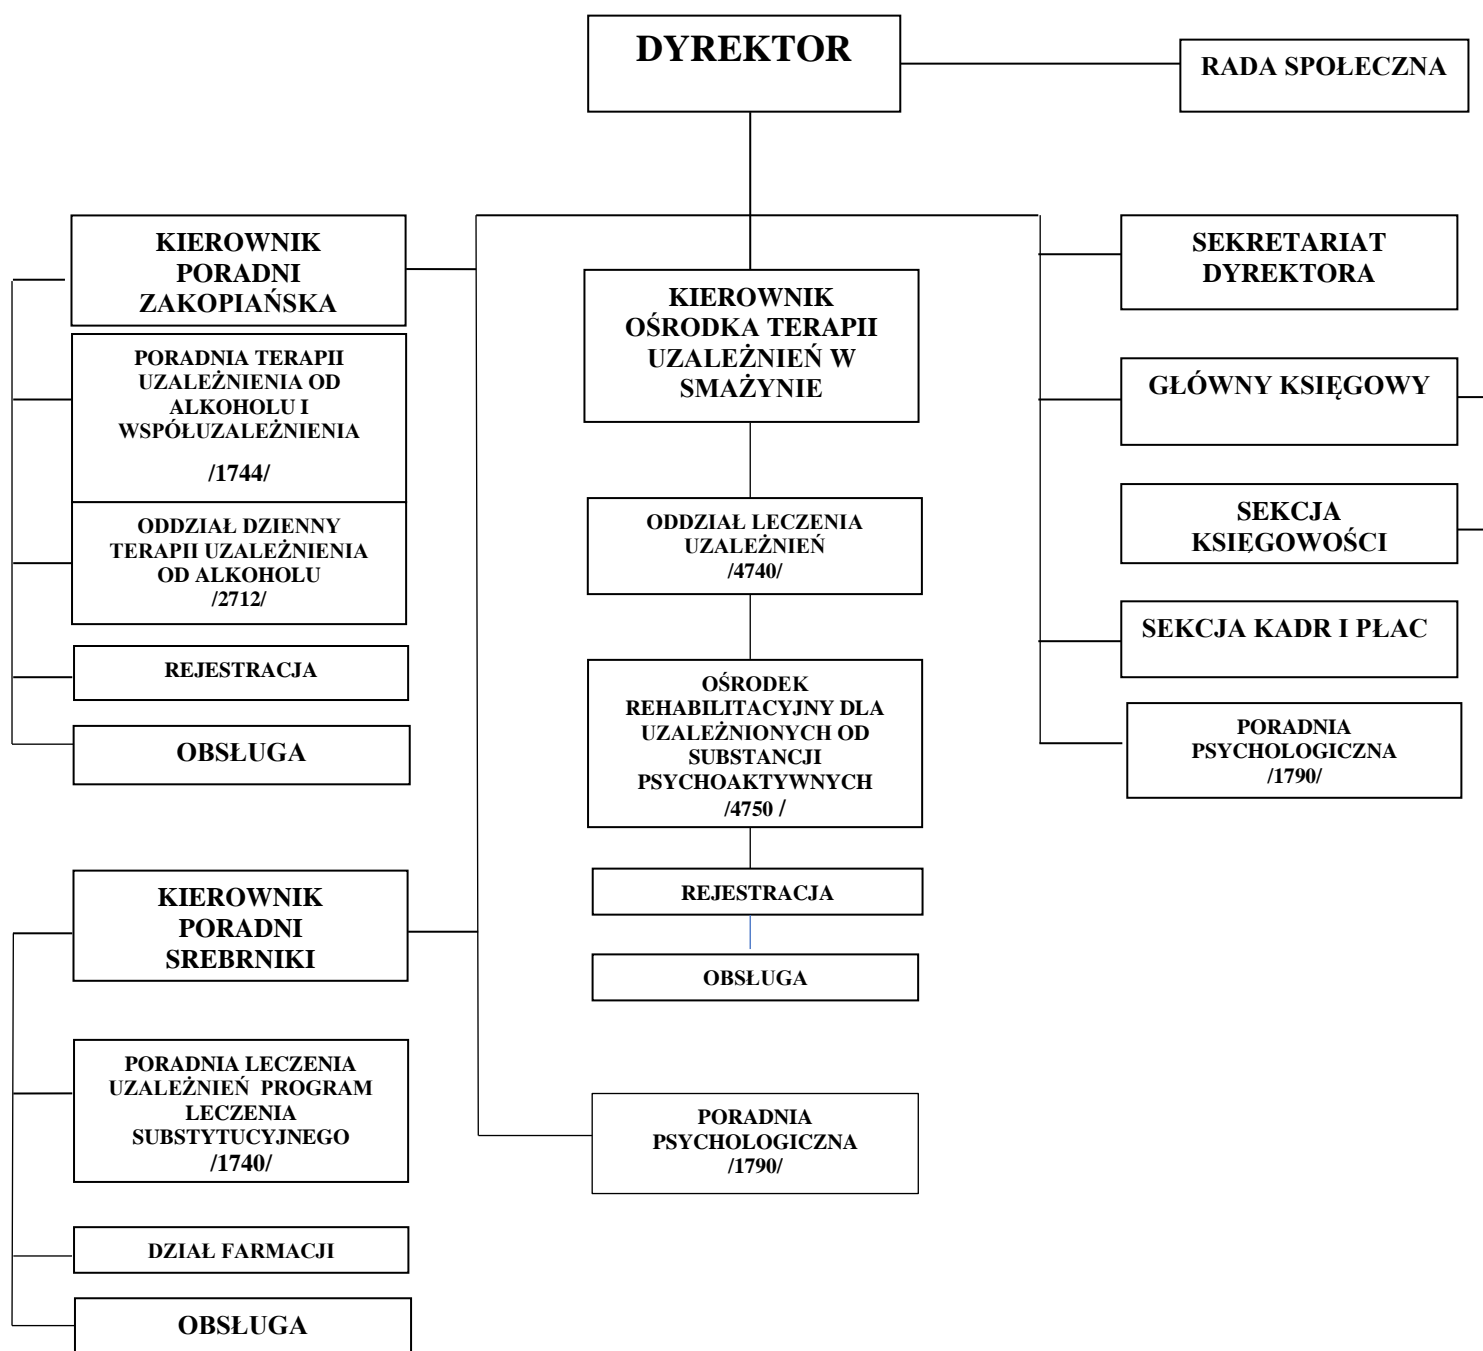 DYREKTOR
RADA SPOŁECZNA
KIEROWNIK
PORADNI
ZAKOPIAŃSKA
PORADNIA TERAPII
UZALEŻNIENIA OD
ALKOHOLU I
WSPÓŁUZALEŻNIENIA
/1744/
ODDZIAŁ DZIENNY
TERAPII UZALEŻNIENIA
OD ALKOHOLU
/2712/
REJESTRACJA
OBSŁUGA
KIEROWNIK
PORADNI
SREBRNIKI
PORADNIA LECZENIA
UZALEŻNIEŃ PROGRAM
LECZENIA
SUBSTYTUCYJNEGO
/1740/
DZIAŁ FARMACJI
OBSŁUGA
KIEROWNIK
OŚRODKA TERAPII
UZALEŻNIEŃ W
SMAŻYNIE
ODDZIAŁ LECZENIA
UZALEŻNIEŃ
/4740/
OŚRODEK
REHABILITACYJNY DLA
UZALEŻNIONYCH OD
SUBSTANCJI
PSYCHOAKTYWNYCH
/4750 /
REJESTRACJA
OBSŁUGA
PORADNIA
PSYCHOLOGICZNA
/1790/
SEKRETARIAT
DYREKTORA
GŁÓWNY KSIĘGOWY
SEKCJA
KSIĘGOWOŚCI
SEKCJA KADR I PŁAC
PORADNIA
PSYCHOLOGICZNA
/1790/